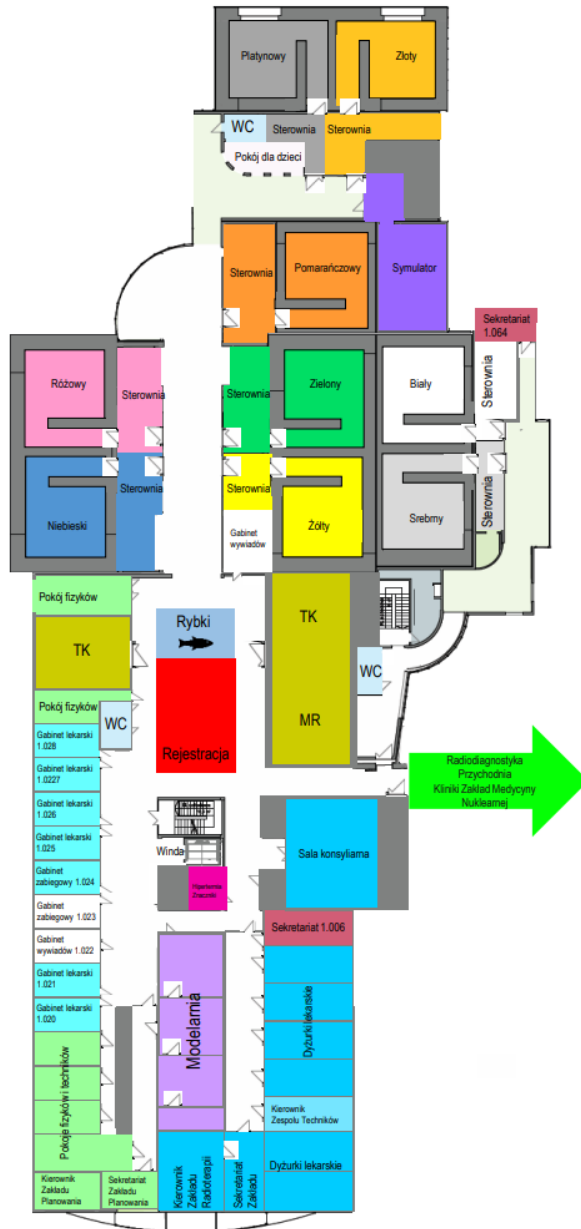 Platynowy
Złoty
WC
Sterownia
Sterownia
Pokój dla dzieci
Sterownia
Pomarańczowy
Symulator
Sekretariat
1.064
Różowy
Sterownia
Sterownia
Zielony
Biały
Sterownia
Niebieski
Sterownia
Sterownia
Żółty
Srebrny
Sterownia
Gabinet
wywiadów
Pokój fizyków
TK
Rybki
TK
MR
WC
Pokój fizyków
WC
Rejestracja
Gabinet lekarski
1.028
Gabinet lekarski
1.0227
Gabinet lekarski
1.026
Gabinet lekarski
1.025
Gabinet
zabiegowy 1.024
Gabinet
zabiegowy 1.023
Gabinet
wywiadów 1.022
Gabinet lekarski
1.021
Gabinet lekarski
1.020
Radiodiagnostyka
Przychodnia
Kliniki Zakład Medycyny
Nuklearnej
Winda
Sala konsyliarna
Sekretariat 1.006
Modelarnia
Dyżurki lekarskie
Pokoje fizyków i techników
Kierownik
Zespołu Techników
Kierownik
Zakładu
Planowania
Sekretariat
Zakładu
Planowania
Kierownik
Zakładu
Radioterapii
Sekretariat
Zakładu
Dyżurki lekarskie